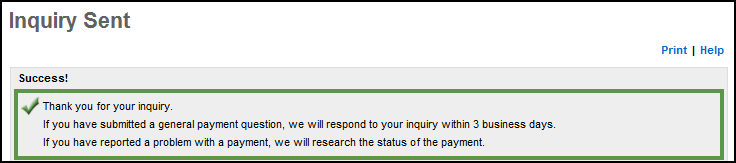 Inquiry Sent
Print | Help
Success!
Thank you for your inquiry.
If you have submitted a general payment question, we will respond to your inquiry within 3 business days.
If you have reported a problem with a payment, we will research the status of the payment.